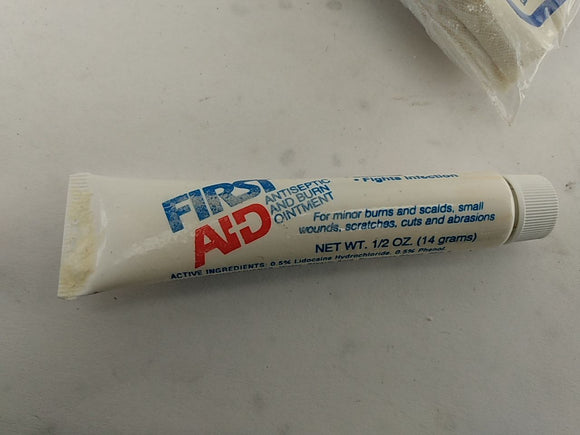 • Fights Infection
FIRST
AID
ANTISEPTIC
AND BURN
OINTMENT
For minor burns and scalds, small
wounds, scratches, cuts and abrasions
NET WT. 1/2 OZ. (14 grams)
ACTIVE INGREDIENTS: 0.5% Lidocaine Hydrochloride. 0.5% Phenol.